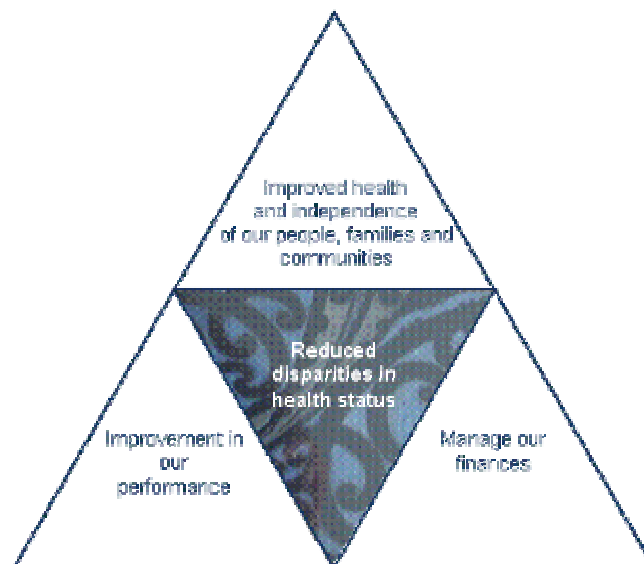 Improved health
and independence
of our people, families and
communities
Reduced
disparities in
health status
Improvement in
our
performance
Manage our
finances